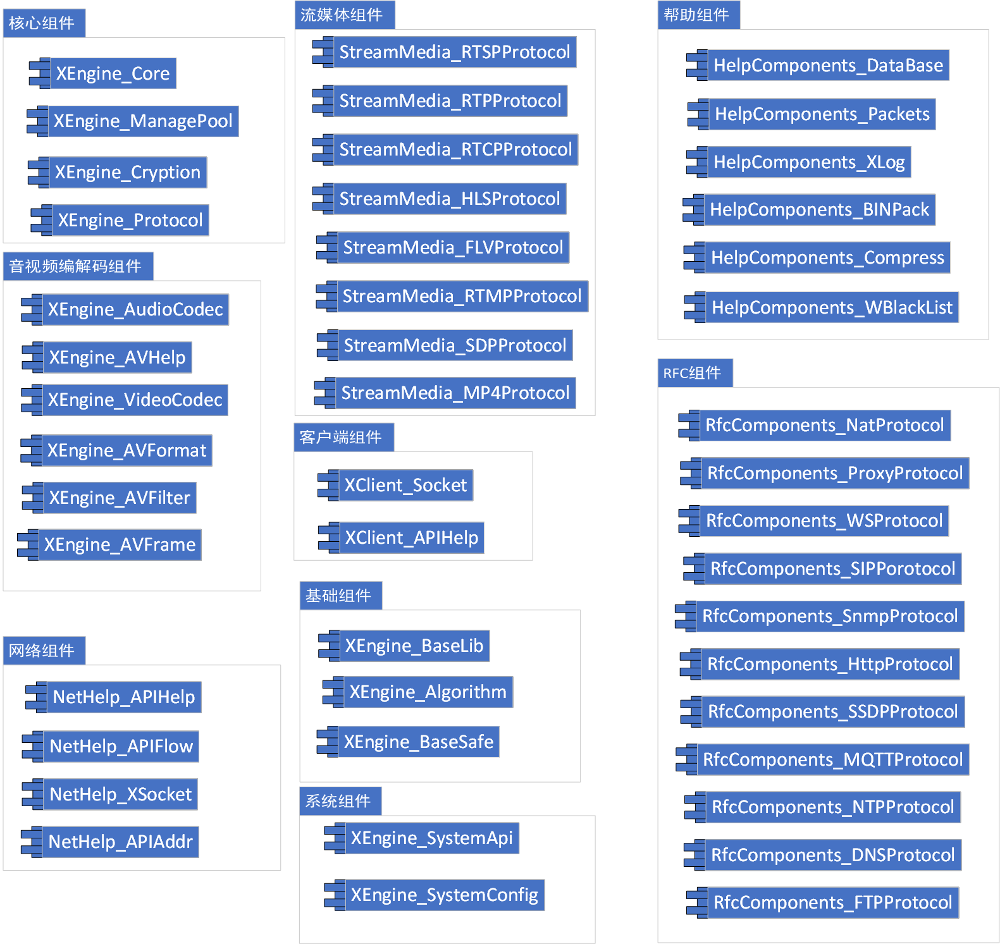 核心组件
XEngine_Core
XEngine_ManagePool
XEngine_Cryption
XEngine_Protocol
音视频编解码组件
XEngine_AudioCodec
XEngine_AVHelp
XEngine_VideoCodec
XEngine_AVFormat
XEngine_AVFilter
XEngine_AVFrame
网络组件
NetHelp_APIHelp
NetHelp_APIFlow
NetHelp_XSocket
NetHelp_APIAddr
流媒体组件
StreamMedia_RTSPProtocol
StreamMedia_RTPProtocol
StreamMedia_RTCPProtocol
StreamMedia_HLSProtocol
StreamMedia_FLVProtocol
StreamMedia_RTMPProtocol
StreamMedia_SDPProtocol
StreamMedia_MP4Protocol
客户端组件
XClient_Socket
XClient_APIHelp
基础组件
XEngine_BaseLib
XEngine_Algorithm
XEngine_BaseSafe
系统组件
XEngine_SystemApi
XEngine_SystemConfig
帮助组件
HelpComponents_DataBase
HelpComponents_Packets
HelpComponents_XLog
HelpComponents_BINPack
HelpComponents_Compress
HelpComponents_WBlackList
RFC组件
RfcComponents_NatProtocol
RfcComponents_ProxyProtocol
RfcComponents_WSProtocol
RfcComponents_SIPPorotocol
RfcComponents_SnmpProtocol
RfcComponents_HttpProtocol
RfcComponents_SSDPProtocol
RfcComponents_MQTTProtocol
RfcComponents_NTPProtocol
RfcComponents_DNSProtocol
RfcComponents_FTPProtocol